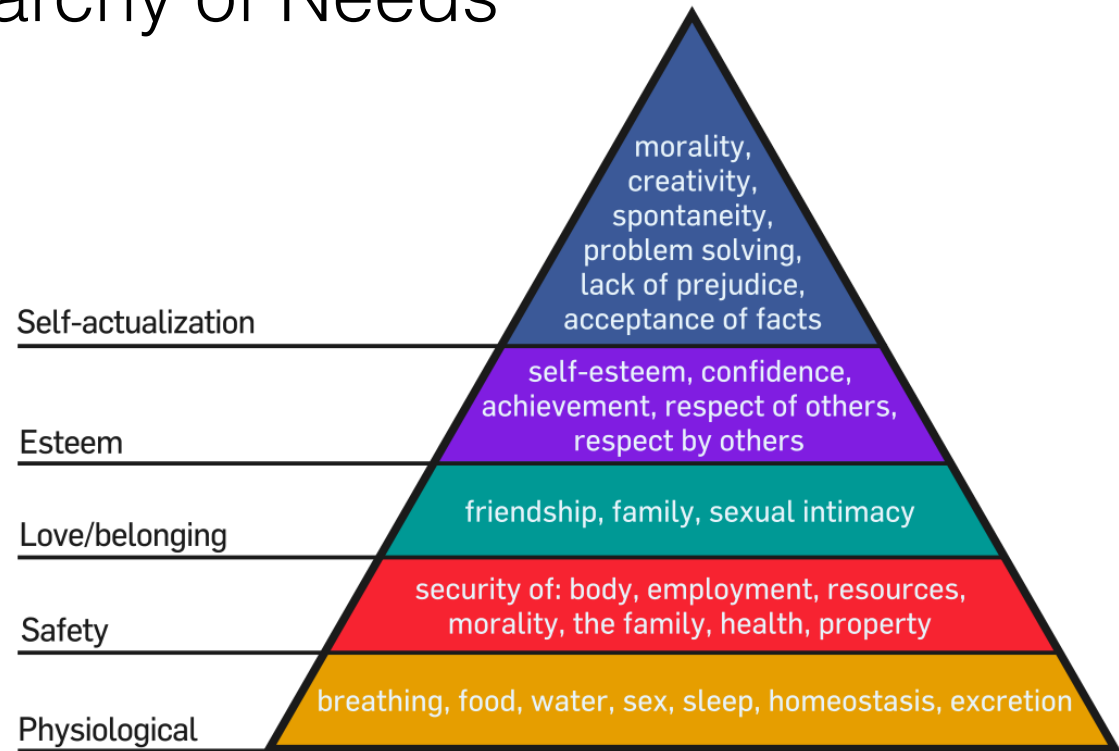 archy of Needs
morality,
creativity,
spontaneity,
problem solving,
lack of prejudice,
acceptance of facts
Self-actualization
self-esteem, confidence,
achievement, respect of others,
respect by others
Esteem
friendship, family, sexual intimacy
Love/belonging
security of: body, employment, resources,
morality, the family, health, property
Safety
breathing, food, water, sex, sleep, homeostasis, excretion
Physiological